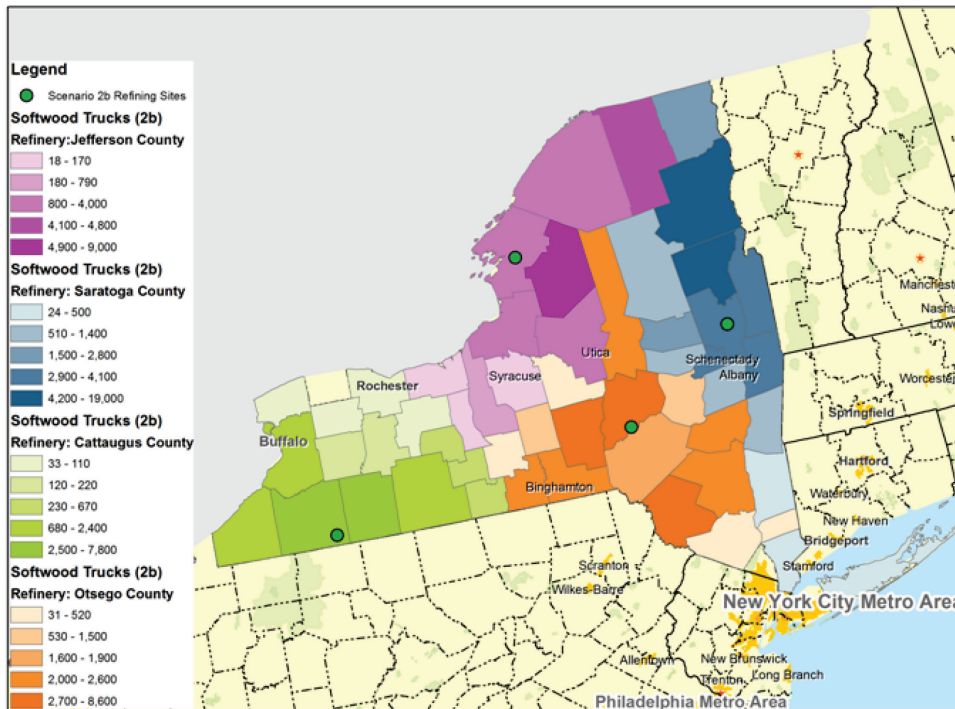 Legend
Scenario 2b Refining Sites
Softwood Trucks (2b)
Refinery:Jefferson County
18 - 170
180 - 790
800 - 4,000
4,100 - 4,800
4,900 - 9,000
Softwood Trucks (2b)
Refinery: Saratoga County
24 - 500
510 - 1,400
1,500 - 2,800
2,900 - 4,100
4,200 - 19,000
Softwood Trucks (2b)
Refinery: Cattaugus County
33 - 110
120 - 220
230 - 670
680 - 2,400
2,500 - 7,800
Softwood Trucks (2b)
Refinery: Otsego County
31 - 520
530 - 1,500
1,600 - 1,900
2,000 - 2,600
2,700 - 8,600
Manchester
Nashu
Lowe
Utica
Schenectady
Albany
Rochester
Syracuse
Worcester
Buffalo
Springfield
Hartford
Binghamton
Waterbury
New Haven
Bridgeport
Scranton
Stamford
Wilkes-Barre
New York City Metro Area
Allentown
New Brunswick
Long Branch
Trenton
Philadelphia Metro Area